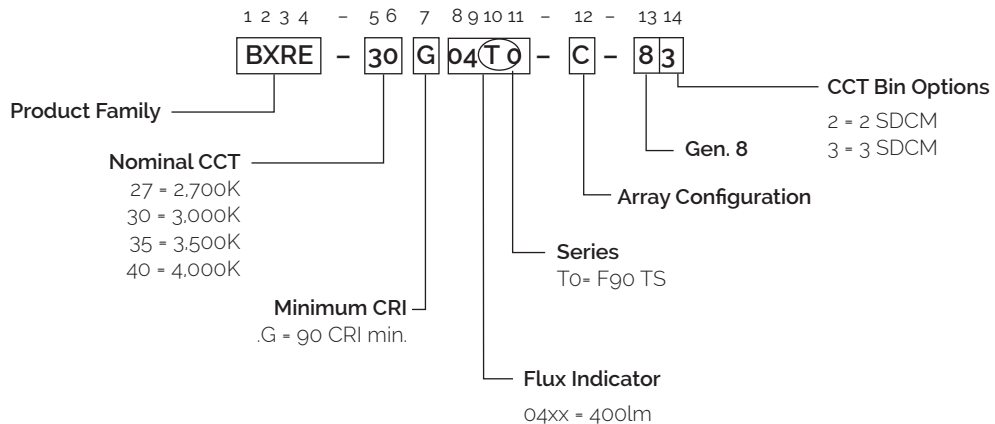 1 2 3 4 – 5 6 7 8 9 10 11 – 12 – 13 14
BXRE – 30 G 04T 0 – C – 8 3
Product Family
CCT Bin Options
2 = 2 SDCM
3 = 3 SDCM
Gen. 8
Nominal CCT
27 = 2,700K
30 = 3,000K
35 = 3,500K
40 = 4,000K
Array Configuration
Series
T0= F90 TS
Minimum CRI
.G = 90 CRI min.
Flux Indicator
04xx = 400lm